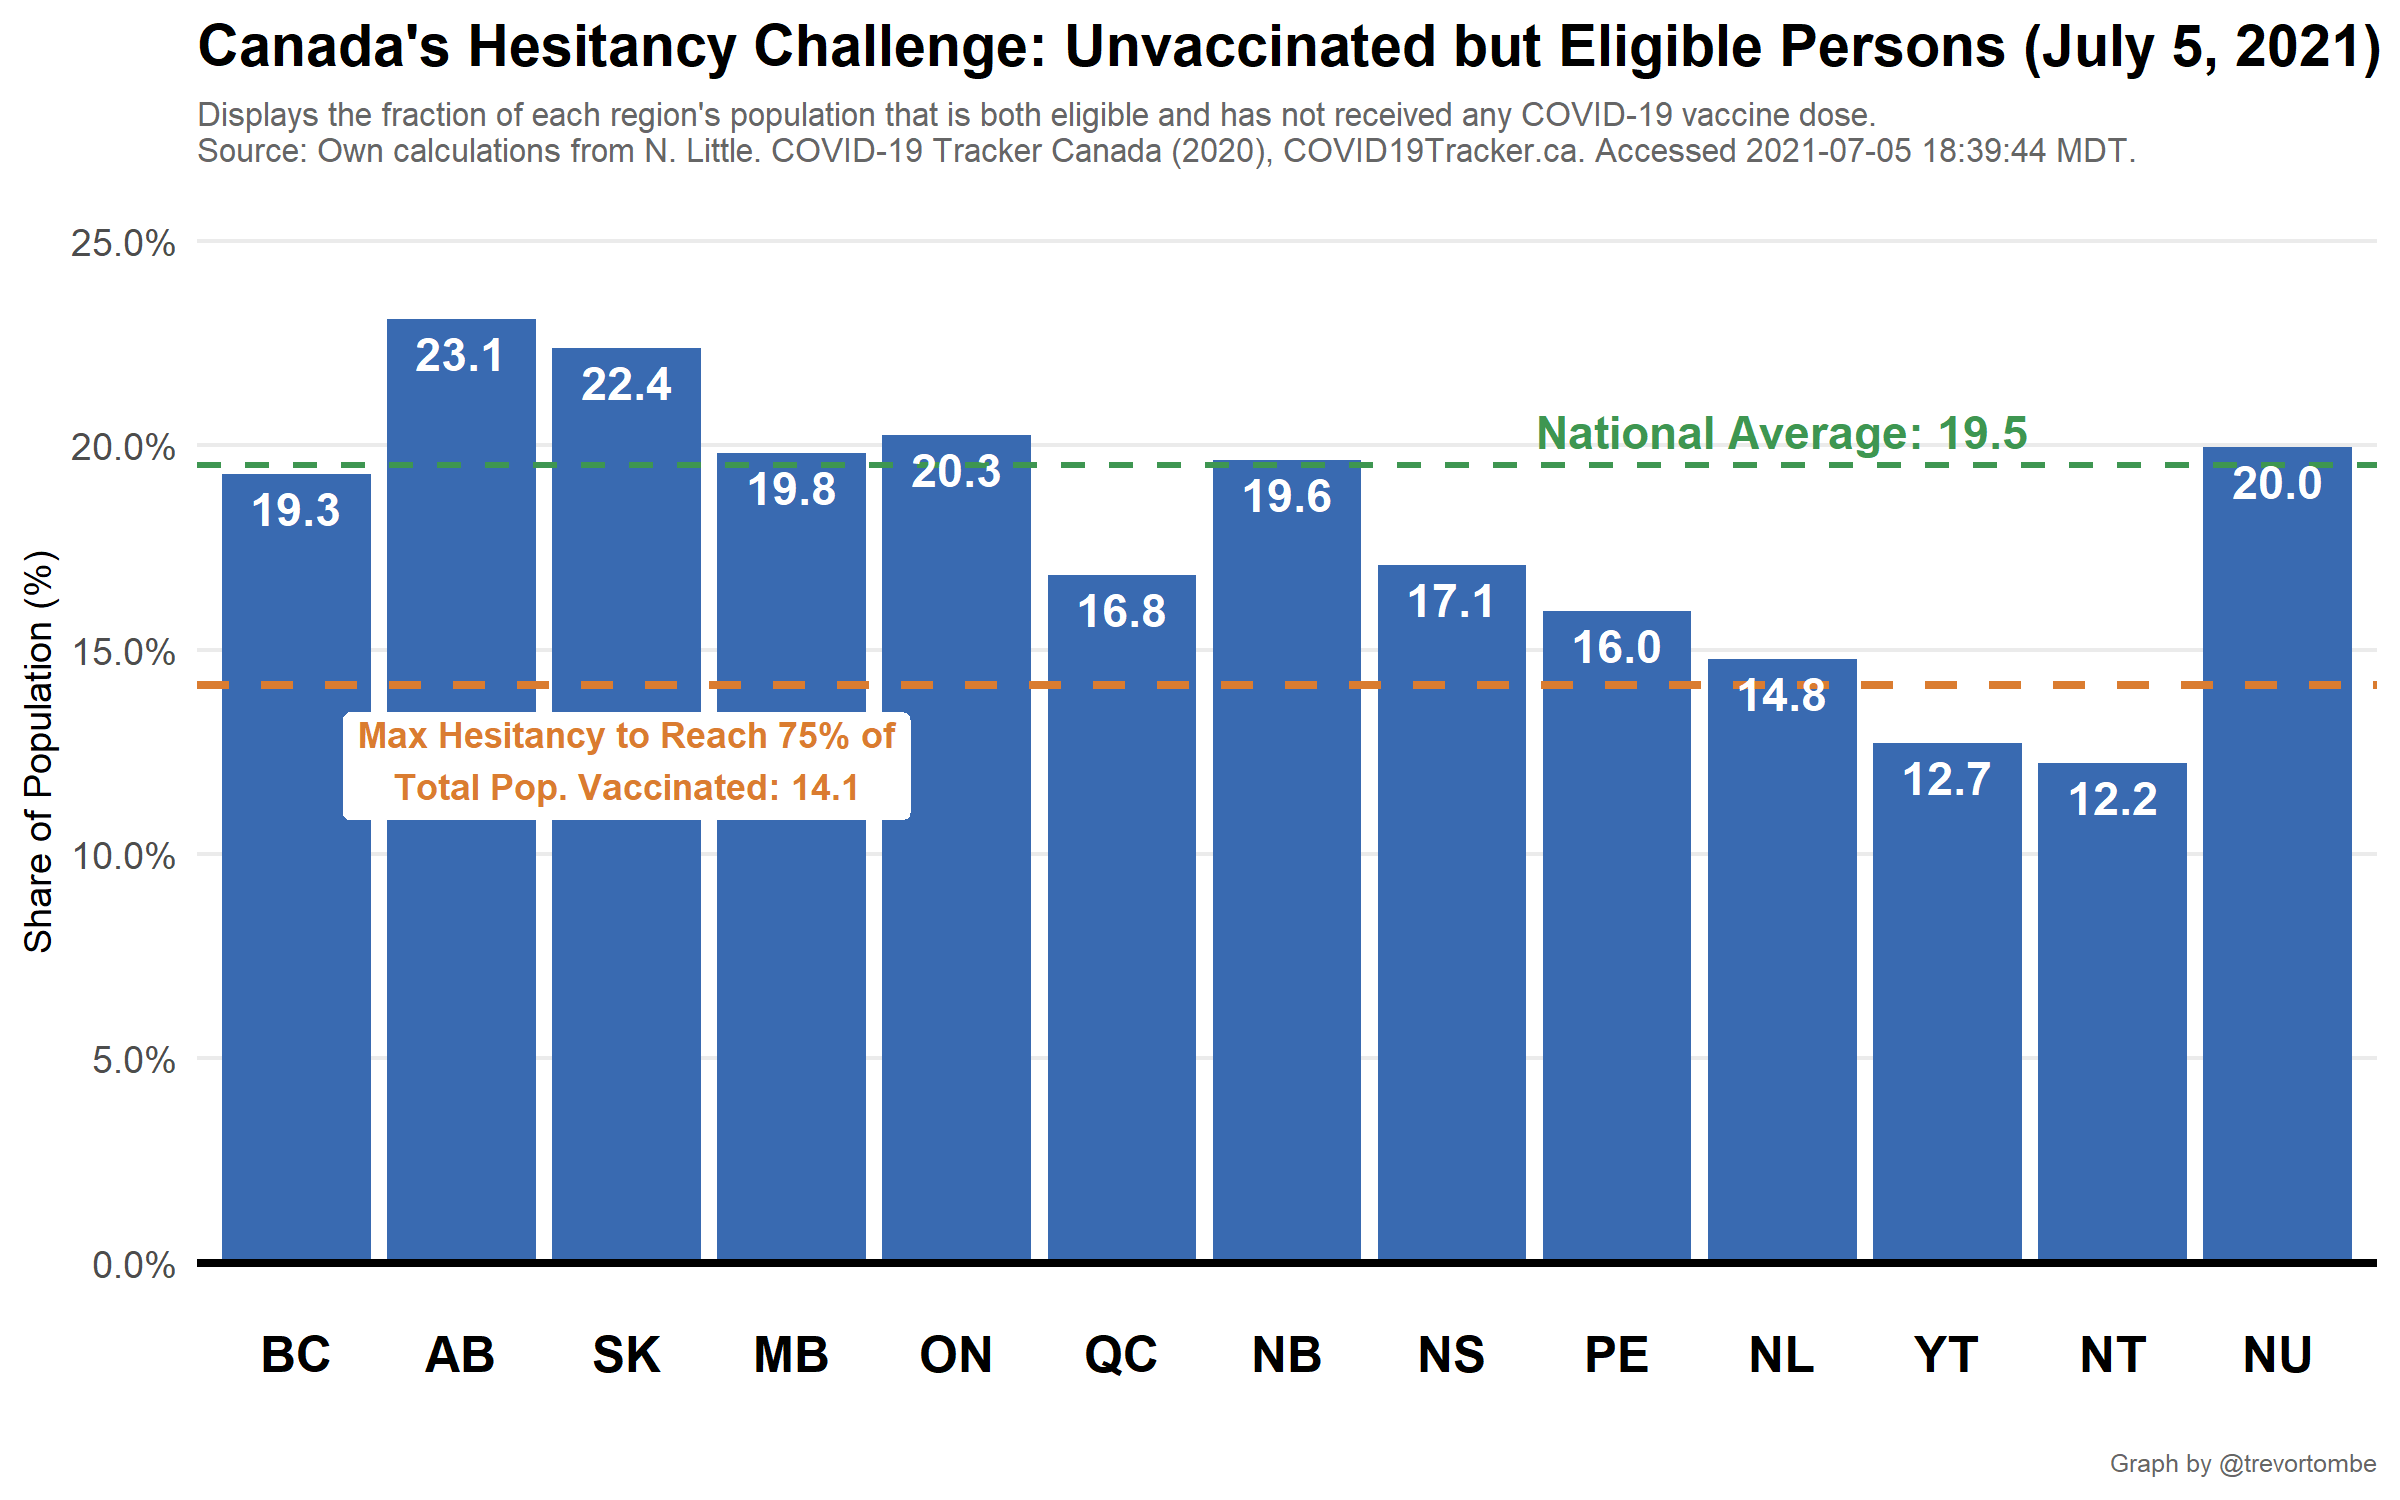 Canada's Hesitancy Challenge: Unvaccinated but Eligible Persons (July 5, 2021)
Displays the fraction of each region's population that is both eligible and has not received any COVID-19 vaccine dose.
Source: Own calculations from N. Little. COVID-19 Tracker Canada (2020), COVID19Tracker.ca. Accessed 2021-07-05 18:39:44 MDT.
Share of Population (%)
25.0%
20.0%
15.0%
10.0%
5.0%
0.0%
National Average: 19.5
Max Hesitancy to Reach 75% of
Total Pop. Vaccinated: 14.1
19.3
23.1
22.4
19.8
20.3
16.8
19.6
17.1
16.0
14.8
12.7
12.2
20.0
BC AB SK MB ON QC NB NS PE NL YT NT NU
Graph by @trevortombe